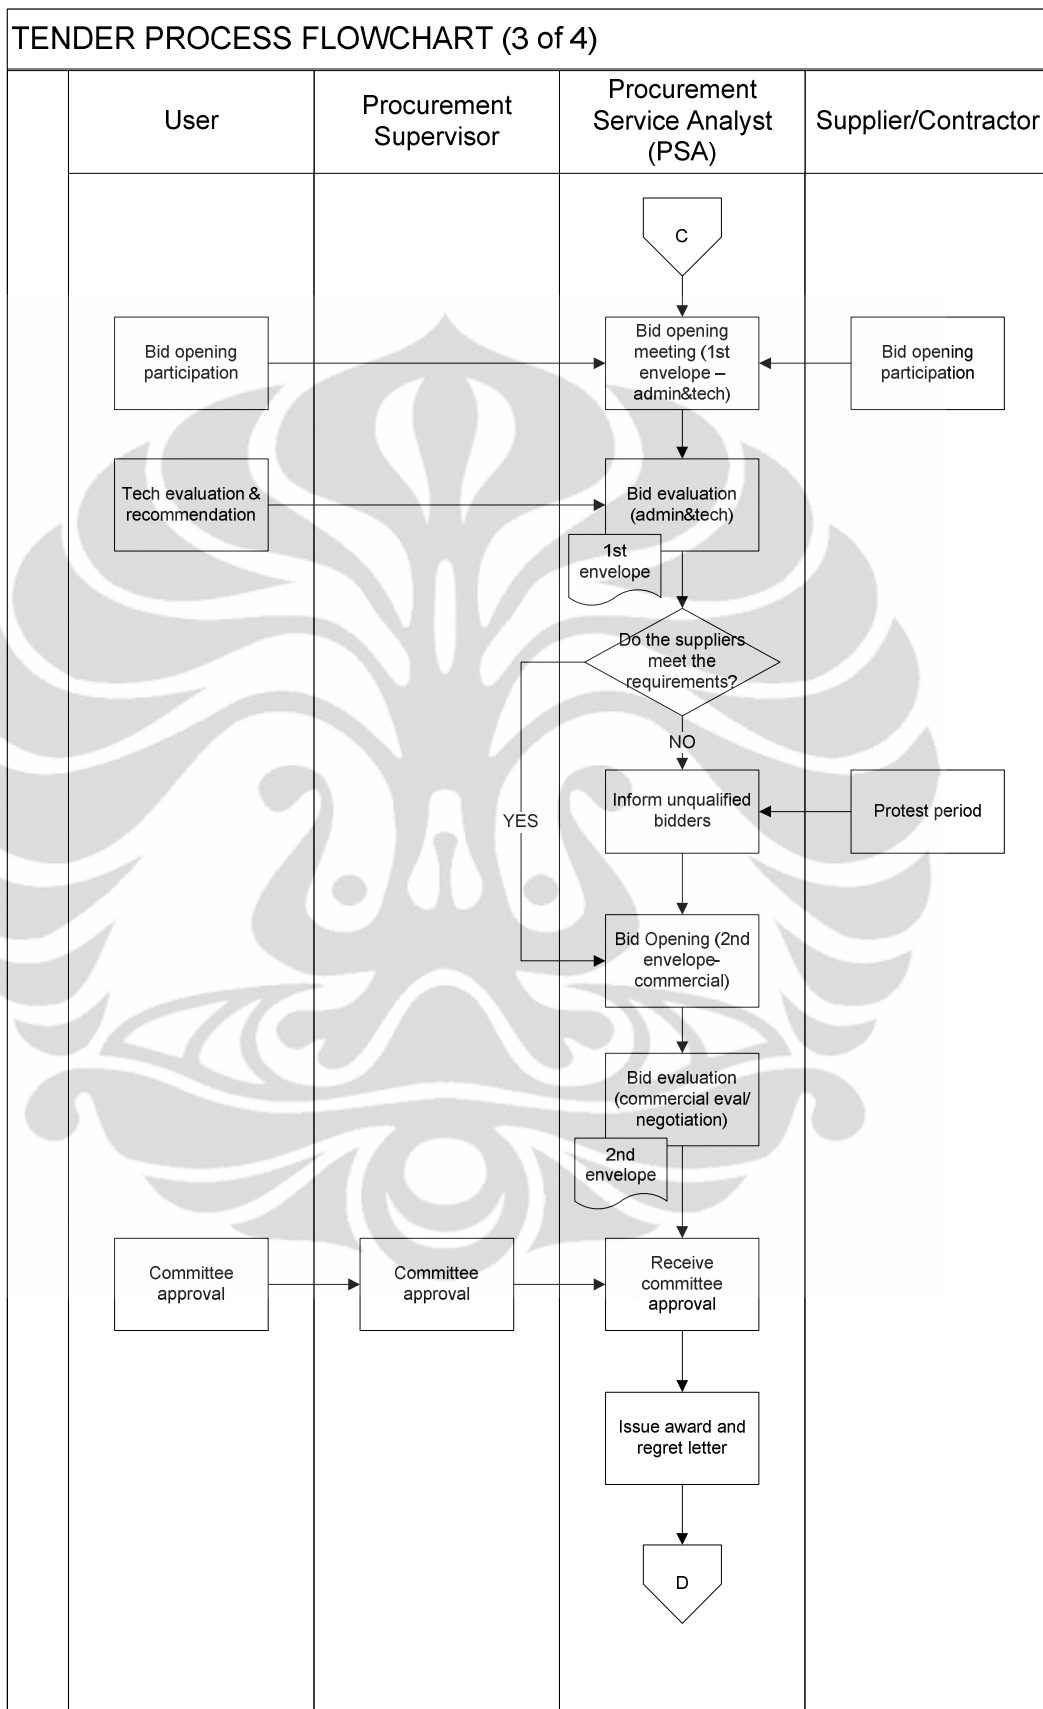 TENDER PROCESS FLOWCHART (3 of 4)
User
Procurement
Supervisor
Procurement
Service Analyst
(PSA)
Supplier/Contractor
C
Bid opening
participation
Bid opening
meeting (1st
envelope –
admin&tech)
Bid opening
participation
Tech evaluation &
recommendation
Bid evaluation
(admin&tech)
1st
envelope
Do the suppliers
meet the
requirements?
NO
YES
Inform unqualified
bidders
Protest period
Bid Opening (2nd
envelope-
commercial)
Bid evaluation
(commercial eval/
negotiation)
2nd
envelope
Committee
approval
Committee
approval
Receive
committee
approval
Issue award and
regret letter
D